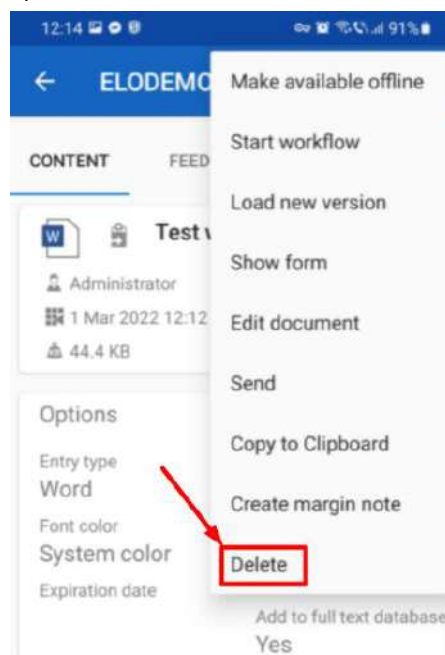 12:14 91%
ELODEMO
CONTENT FEED
Test
Administrator
1 Mar 2022 12:12
44.4 KB
Options
Entry type
Word
Font color
System color
Expiration date
Make available offline
Start workflow
Load new version
Show form
Edit document
Send
Copy to Clipboard
Create margin note
Delete
Add to full text database
Yes